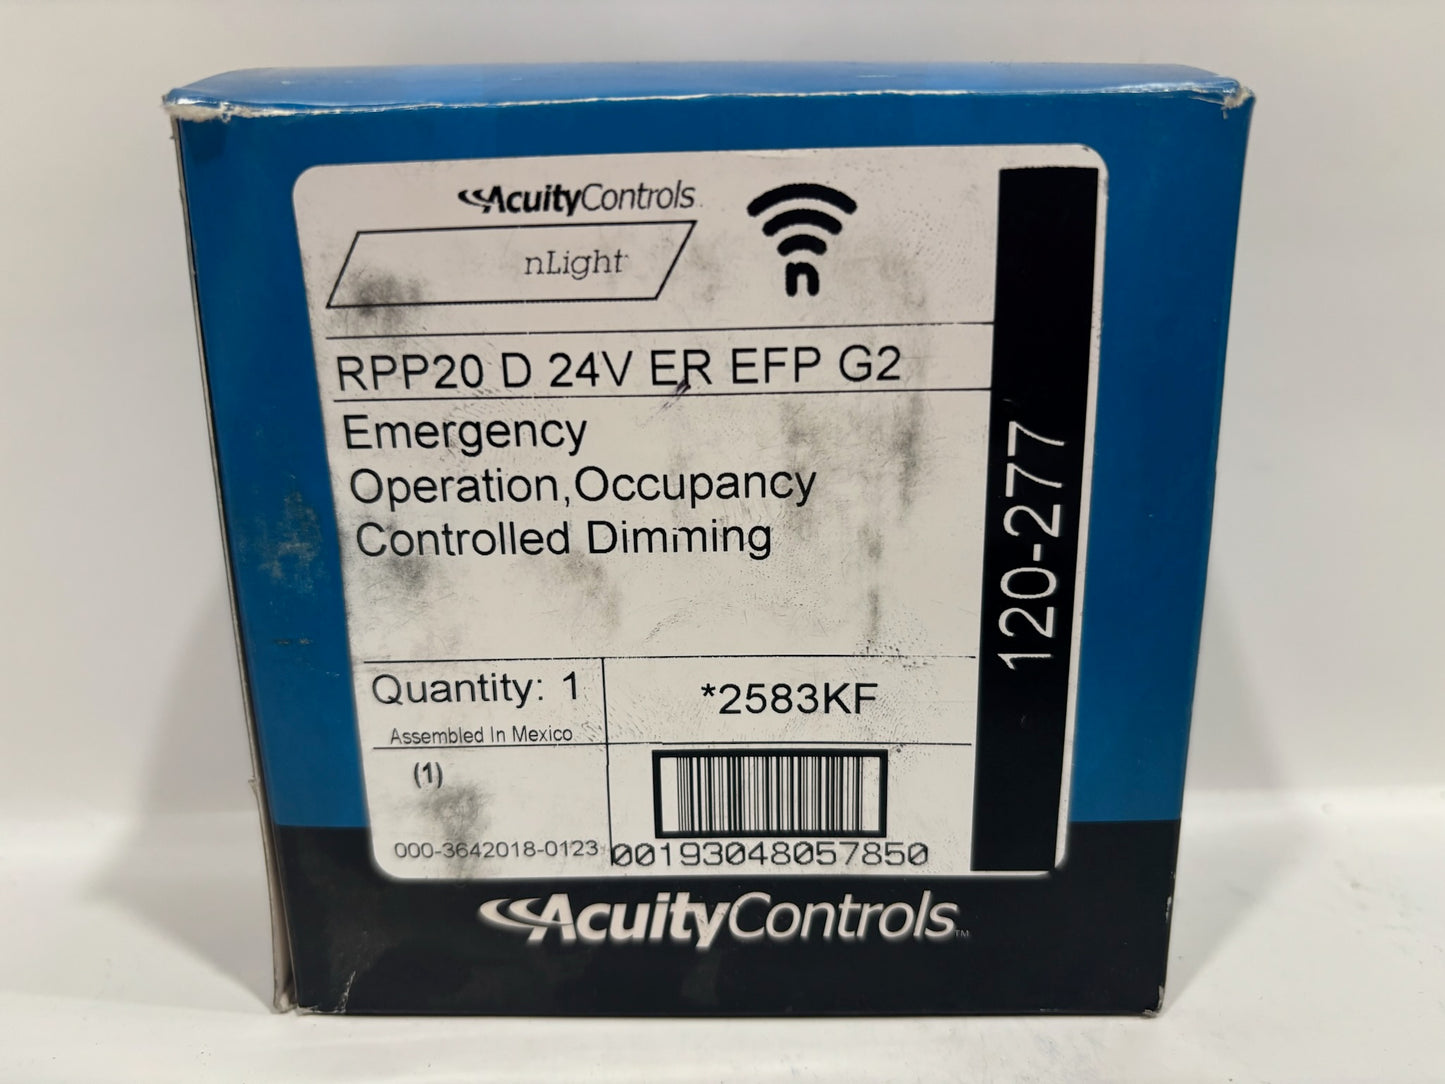 AcuityControls
nLight
n
RPP20 D 24V ER EFP G2
Emergency
Operation,Occupancy
Controlled Dimming
120-277
Quantity: 1
*2583KF
Assembled In Mexico
(1)
000-3642018-0123
00193048057850
AcuityControls™